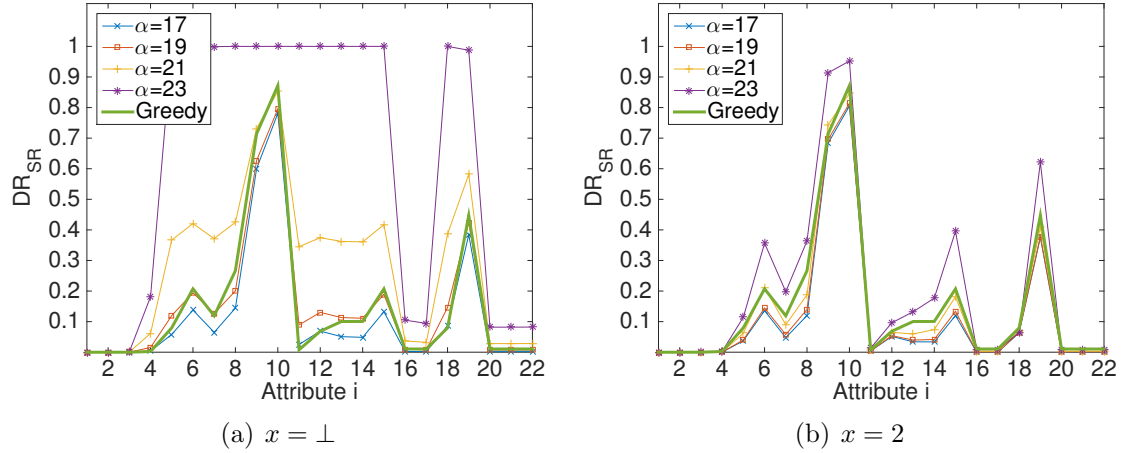 α=17
α=19
α=21
α=23
Greedy
1
0.9
0.8
0.7
0.6
0.5
0.4
0.3
0.2
0.1
DR_SR
2 4 6 8 10 12 14 16 18 20 22
Attribute i
(a) x = ⊥
α=17
α=19
α=21
α=23
Greedy
1
0.9
0.8
0.7
0.6
0.5
0.4
0.3
0.2
0.1
DR_SR
2 4 6 8 10 12 14 16 18 20 22
Attribute i
(b) x = 2